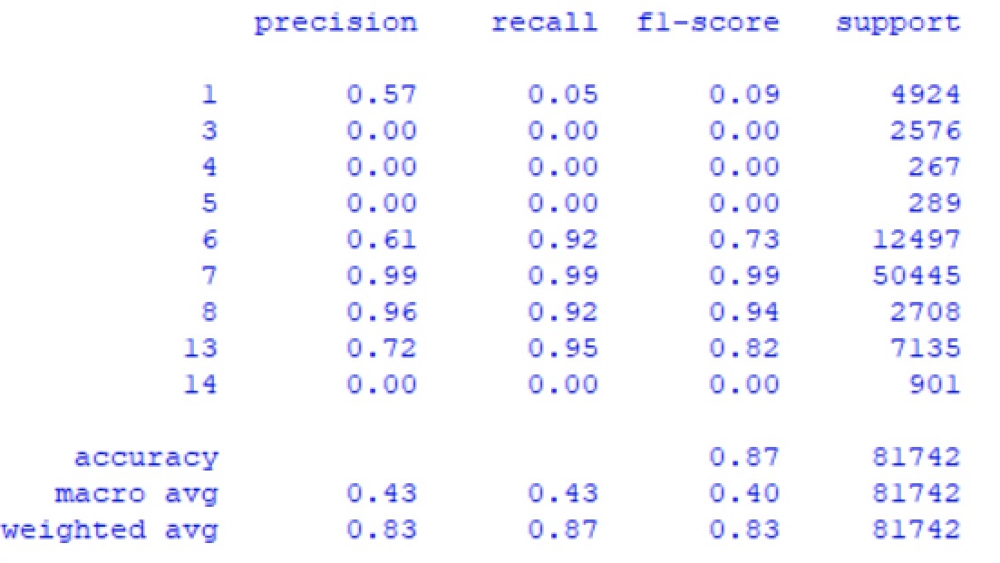 precision recall f1-score support
1 0.57 0.05 0.09 4924
3 0.00 0.00 0.00 2576
4 0.00 0.00 0.00 267
5 0.00 0.00 0.00 289
6 0.61 0.92 0.73 12497
7 0.99 0.99 0.99 50445
8 0.96 0.92 0.94 2708
13 0.72 0.95 0.82 7135
14 0.00 0.00 0.00 901
accuracy 0.87 81742
macro avg 0.43 0.43 0.40 81742
weighted avg 0.83 0.87 0.83 81742